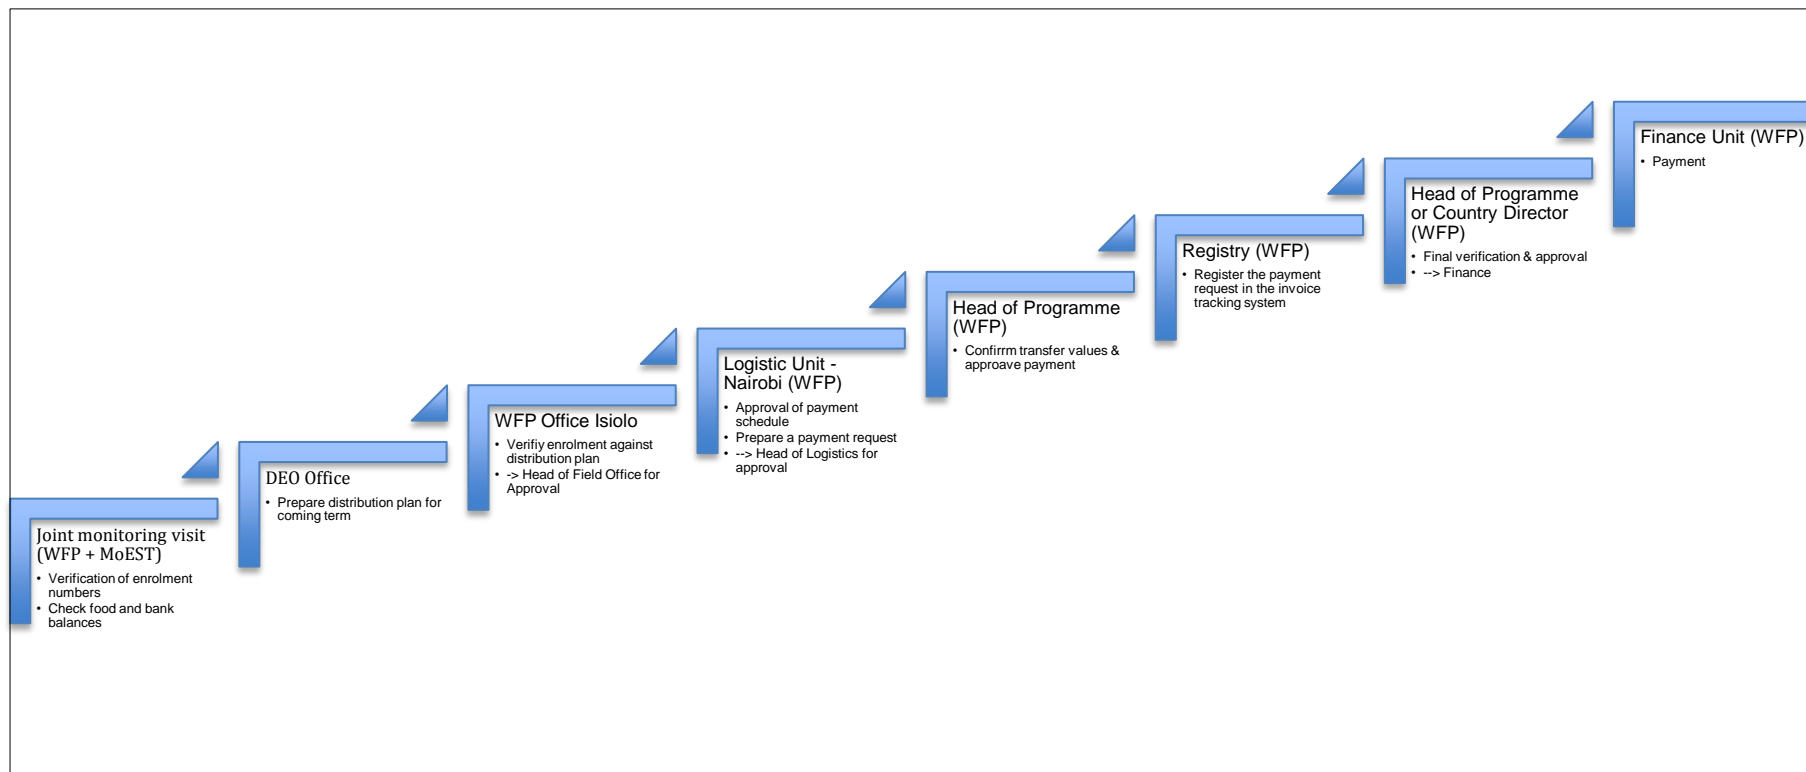 Joint monitoring visit
(WFP + MoEST)
• Verification of enrolment
numbers
• Check food and bank
balances
DEO Office
• Prepare distribution plan for
coming term
WFP Office Isiolo
• Verifiy enrolment against
distribution plan
• -> Head of Field Office for
Approval
Logistic Unit -
Nairobi (WFP)
• Approval of payment
schedule
• Prepare a payment request
• --> Head of Logistics for
approval
Head of Programme
(WFP)
• Confirrm transfer values &
approave payment
Registry (WFP)
• Register the payment
request in the invoice
tracking system
Head of Programme
or Country Director
(WFP)
• Final verification & approval
• --> Finance
Finance Unit (WFP)
• Payment